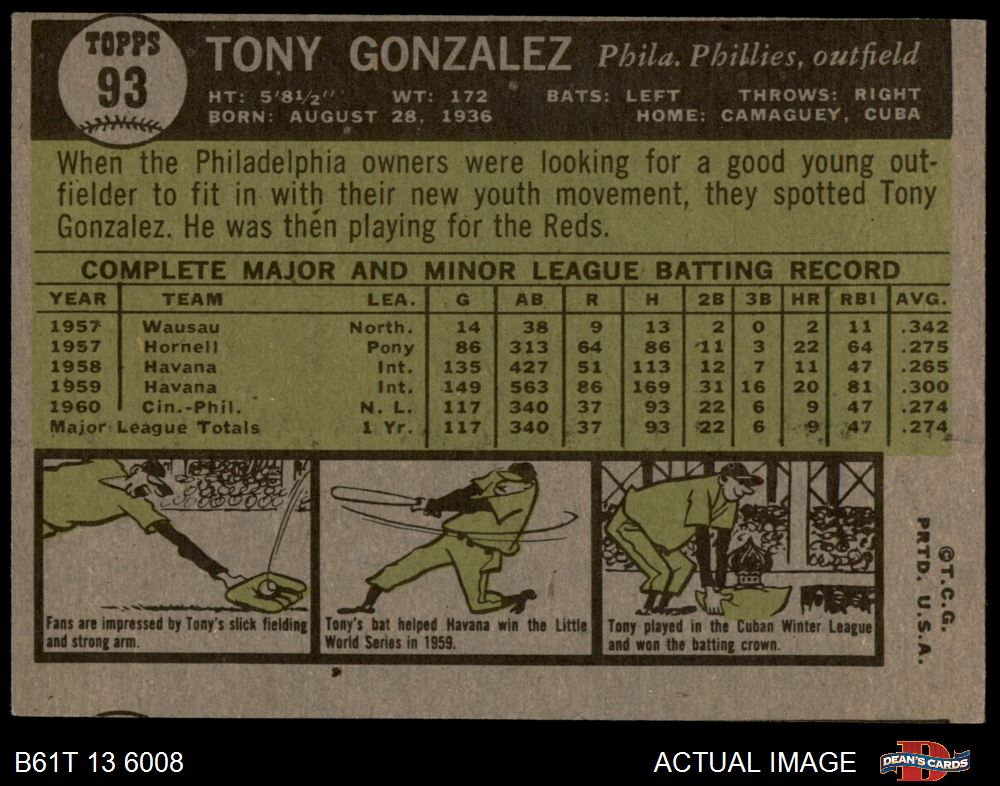 TOPPS
93
TONY GONZALEZ Phila. Phillies, outfield
HT: 5'8½" WT: 172 BATS: LEFT THROWS: RIGHT
BORN: AUGUST 28, 1936 HOME: CAMAGUEY, CUBA
When the Philadelphia owners were looking for a good young out-
fielder to fit in with their new youth movement, they spotted Tony
Gonzalez. He was then playing for the Reds.
COMPLETE MAJOR AND MINOR LEAGUE BATTING RECORD
YEAR TEAM LEA. G AB R H 2B 3B HR RBI AVG.
1957 Wausau North. 14 38 9 13 2 0 2 11 .342
1957 Hornell Pony 86 313 64 86 11 3 22 64 .275
1958 Havana Int. 135 427 51 113 12 7 11 47 .265
1959 Havana Int. 149 563 86 169 31 16 20 81 .300
1960 Cin.-Phil. N. L. 117 340 37 93 22 6 9 47 .274
Major League Totals 1 Yr. 117 340 37 93 22 6 9 47 .274
Fans are impressed by Tony's slick fielding
and strong arm.
Tony's bat helped Havana win the Little
World Series in 1959.
Tony played in the Cuban Winter League
and won the batting crown.
©T.C.G.
PRTD. U.S.A.
B61T 13 6008
ACTUAL IMAGE
DEAN'S CARDS